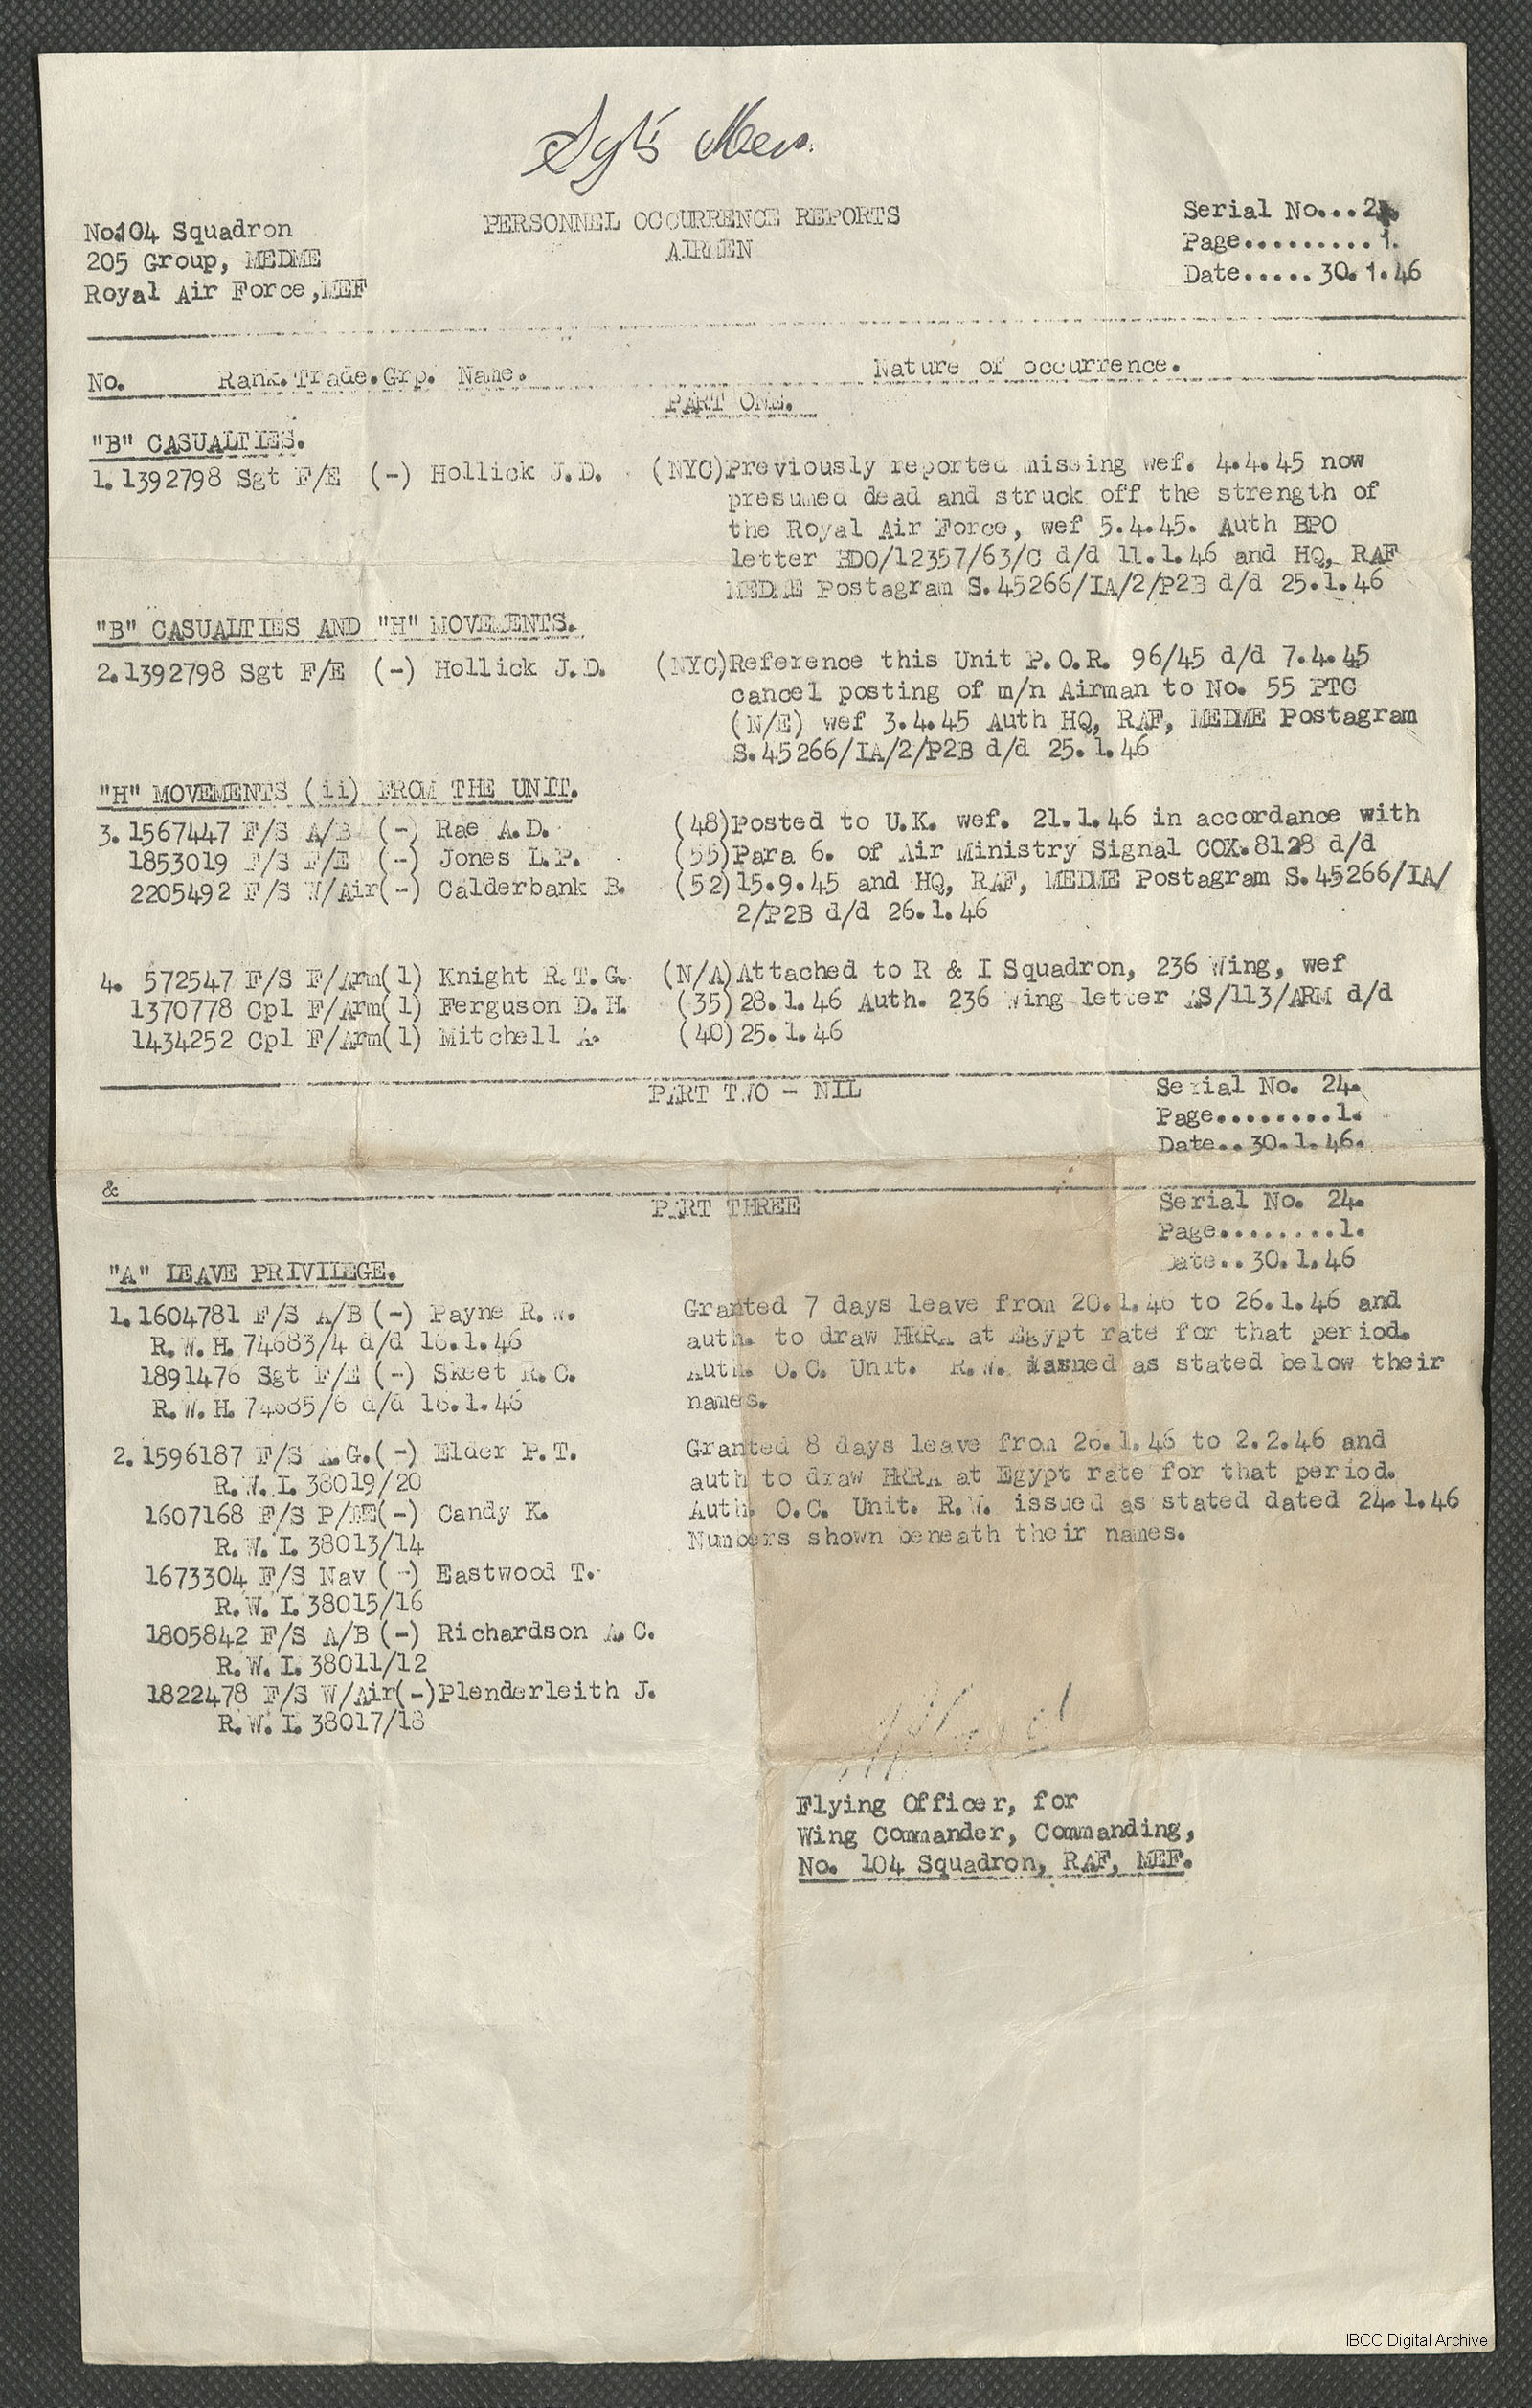 Sgt's Mess.
No.104 Squadron
205 Group, MEDME
Royal Air Force,MEF
PERSONNEL OCCURRENCE REPORTS
AIRMEN
Serial No...24.
Page.........1.
Date.....30.1.46
No. Rank.Trade.Grp. Name. Nature of occurrence.
PART ONE.
"B" CASUALTIES.
1.1392798 Sgt F/E (-) Hollick J.D. (NYC)Previously reported missing wef. 4.4.45 now
presumed dead and struck off the strength of
the Royal Air Force, wef 5.4.45. Auth BPO
letter BDO/12357/63/C d/d 11.1.46 and HQ, RAF
MEDME Postagram S.45266/IA/2/P2B d/d 25.1.46
"B" CASUALTIES AND "H" MOVEMENTS.
2.1392798 Sgt F/E (-) Hollick J.D. (NYC)Reference this Unit P.O.R. 96/45 d/d 7.4.45
cancel posting of m/n Airman to No. 55 PTC
(N/E) wef 3.4.45 Auth HQ, RAF, MEDME Postagram
S.45266/IA/2/P2B d/d 25.1.46
"H" MOVEMENTS (ii) FROM THE UNIT.
3.1567447 F/S A/B (-) Rae A.D. (48)Posted to U.K. wef. 21.1.46 in accordance with
1853019 F/S F/E (-) Jones L.P. (55)Para 6. of Air Ministry Signal COX.8128 d/d
2205492 F/S W/Air(-) Calderbank B. (52)15.9.45 and HQ, RAF, MEDME Postagram S.45266/IA/
2/P2B d/d 26.1.46
4. 572547 F/S F/Arm(1) Knight R.T.G. (N/A)Attached to R & I Squadron, 236 Wing, wef
1370778 Cpl F/Arm(1) Ferguson D.H. (35)28.1.46 Auth. 236 Wing letter AS/113/ARM d/d
1434252 Cpl F/Arm(1) Mitchell A. (40)25.1.46
PART TWO - NIL
Serial No. 24.
Page........1.
Date..30.1.46.
&
PART THREE
Serial No. 24.
Page........1.
Date..30.1.46
"A" LEAVE PRIVILEGE.
1.1604781 F/S A/B (-) Payne R.W. Granted 7 days leave from 20.1.46 to 26.1.46 and
R.W.H. 74683/4 d/d 16.1.46 auth. to draw HRRA at Egypt rate for that period.
1891476 Sgt F/E (-) Skeet R.C. Auth. O.C. Unit. R.W. issued as stated below their
R.W.H. 74685/6 d/d 16.1.46 names.
2.1596187 F/S A.G.(-) Elder P.T. Granted 8 days leave from 26.1.46 to 2.2.46 and
R.W.I. 38019/20 auth to draw HRRA at Egypt rate for that period.
1607168 F/S P/FE(-) Candy K. Auth. O.C. Unit. R.W. issued as stated dated 24.1.46
R.W.I. 38013/14 Numbers shown beneath their names.
1673304 F/S Nav (-) Eastwood T.
R.W.I. 38015/16
1805842 F/S A/B (-) Richardson A.C.
R.W.I. 38011/12
1822478 F/S W/Air(-)Plenderleith J.
R.W.I. 38017/18
Flying Officer, for
Wing Commander, Commanding,
No. 104 Squadron, RAF, MEF.
IBCC Digital Archive